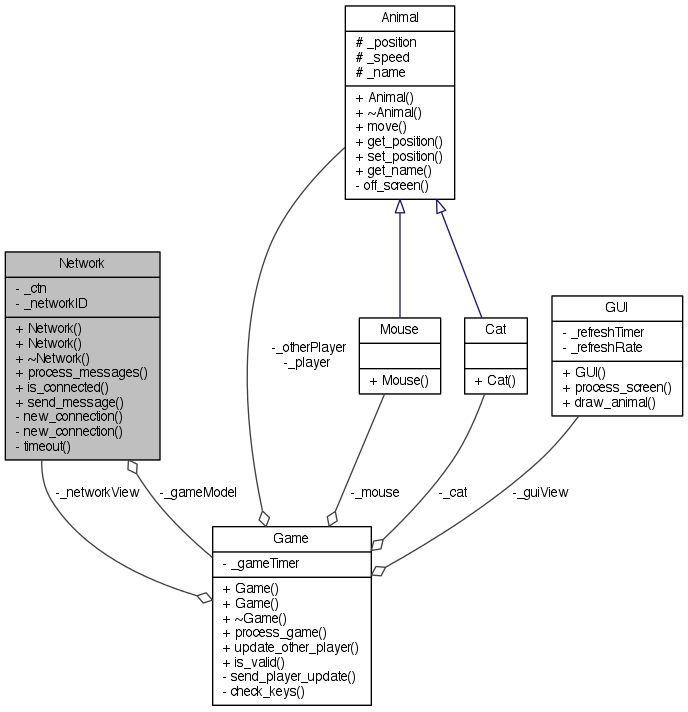 Animal
# _position
# _speed
# _name
+ Animal()
+ ~Animal()
+ move()
+ get_position()
+ set_position()
+ get_name()
- off_screen()
Network
- _ctn
- _networkID
+ Network()
+ Network()
+ ~Network()
+ process_messages()
+ is_connected()
+ send_message()
- new_connection()
- new_connection()
- timeout()
Mouse
+ Mouse()
Cat
+ Cat()
GUI
- _refreshTimer
- _refreshRate
+ GUI()
+ process_screen()
+ draw_animal()
-_otherPlayer
-_player
-_networkView
-_gameModel
-_mouse
-_cat
-_guiView
Game
- _gameTimer
+ Game()
+ Game()
+ ~Game()
+ process_game()
+ update_other_player()
+ is_valid()
- send_player_update()
- check_keys()